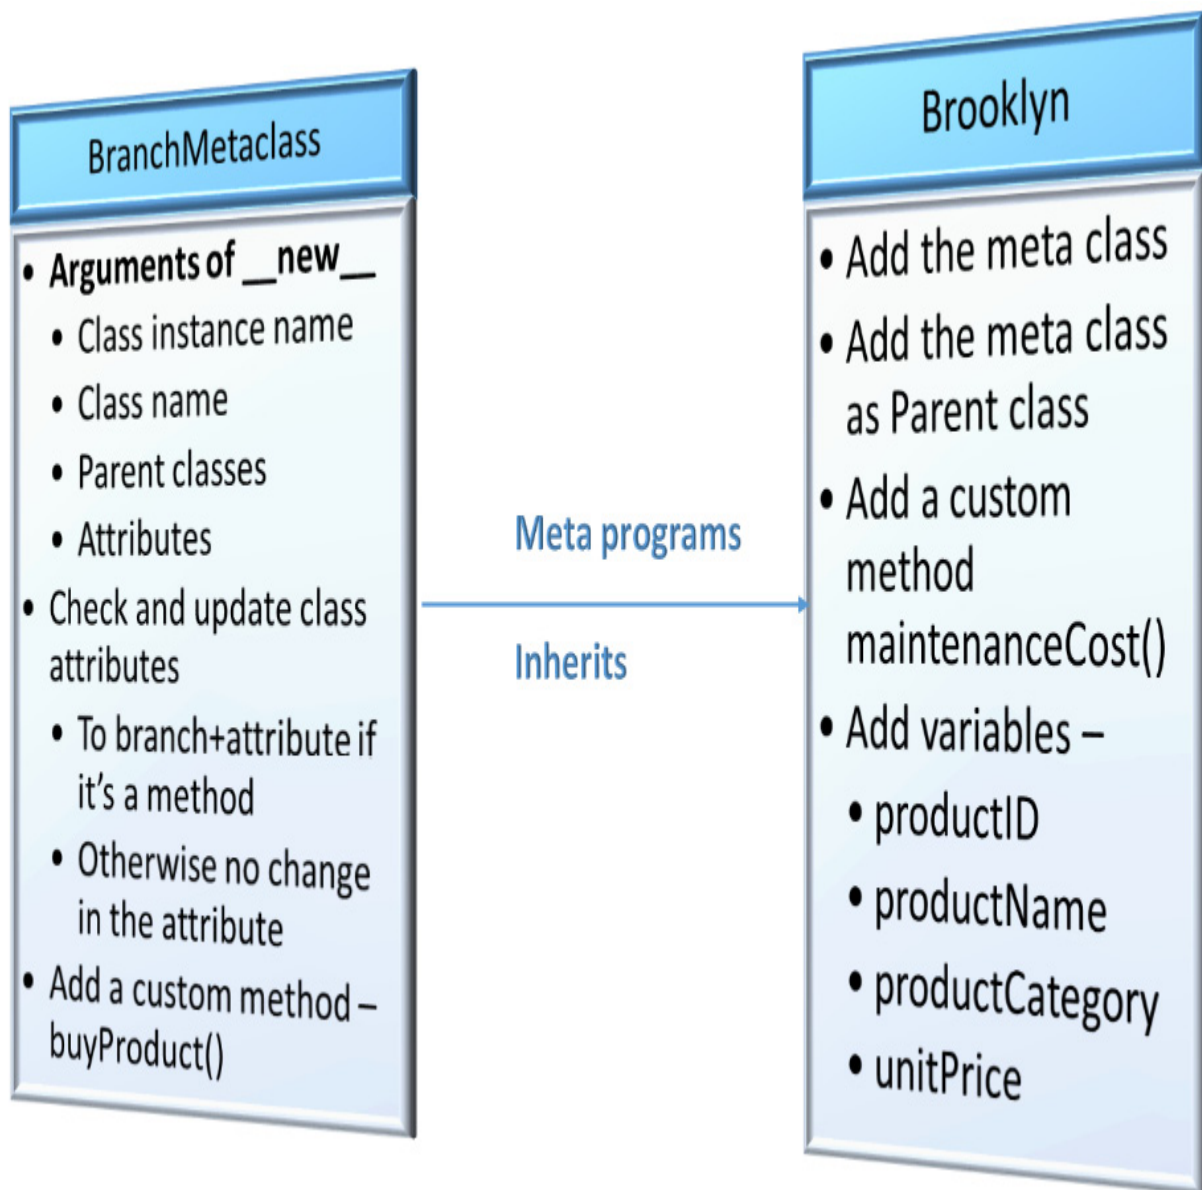 BranchMetaclass
• Arguments of __new__
• Class instance name
• Class name
• Parent classes
• Attributes
• Check and update class
attributes
• To branch+attribute if
it’s a method
• Otherwise no change
in the attribute
• Add a custom method –
buyProduct()
Meta programs
Inherits
Brooklyn
• Add the meta class
• Add the meta class
as Parent class
• Add a custom
method
maintenanceCost()
• Add variables –
• productID
• productName
• productCategory
• unitPrice